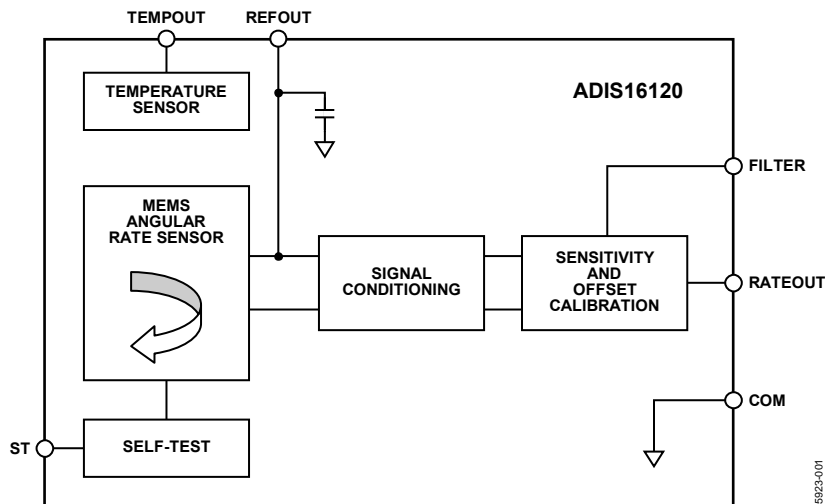 TEMPOUT
REFOUT
TEMPERATURE
SENSOR
ADIS16120
FILTER
MEMS
ANGULAR
RATE SENSOR
SIGNAL
CONDITIONING
SENSITIVITY
AND
OFFSET
CALIBRATION
RATEOUT
COM
ST
SELF-TEST
5923-001